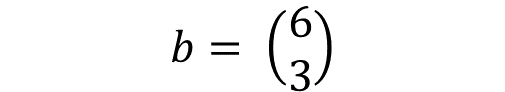 b = (6
3)